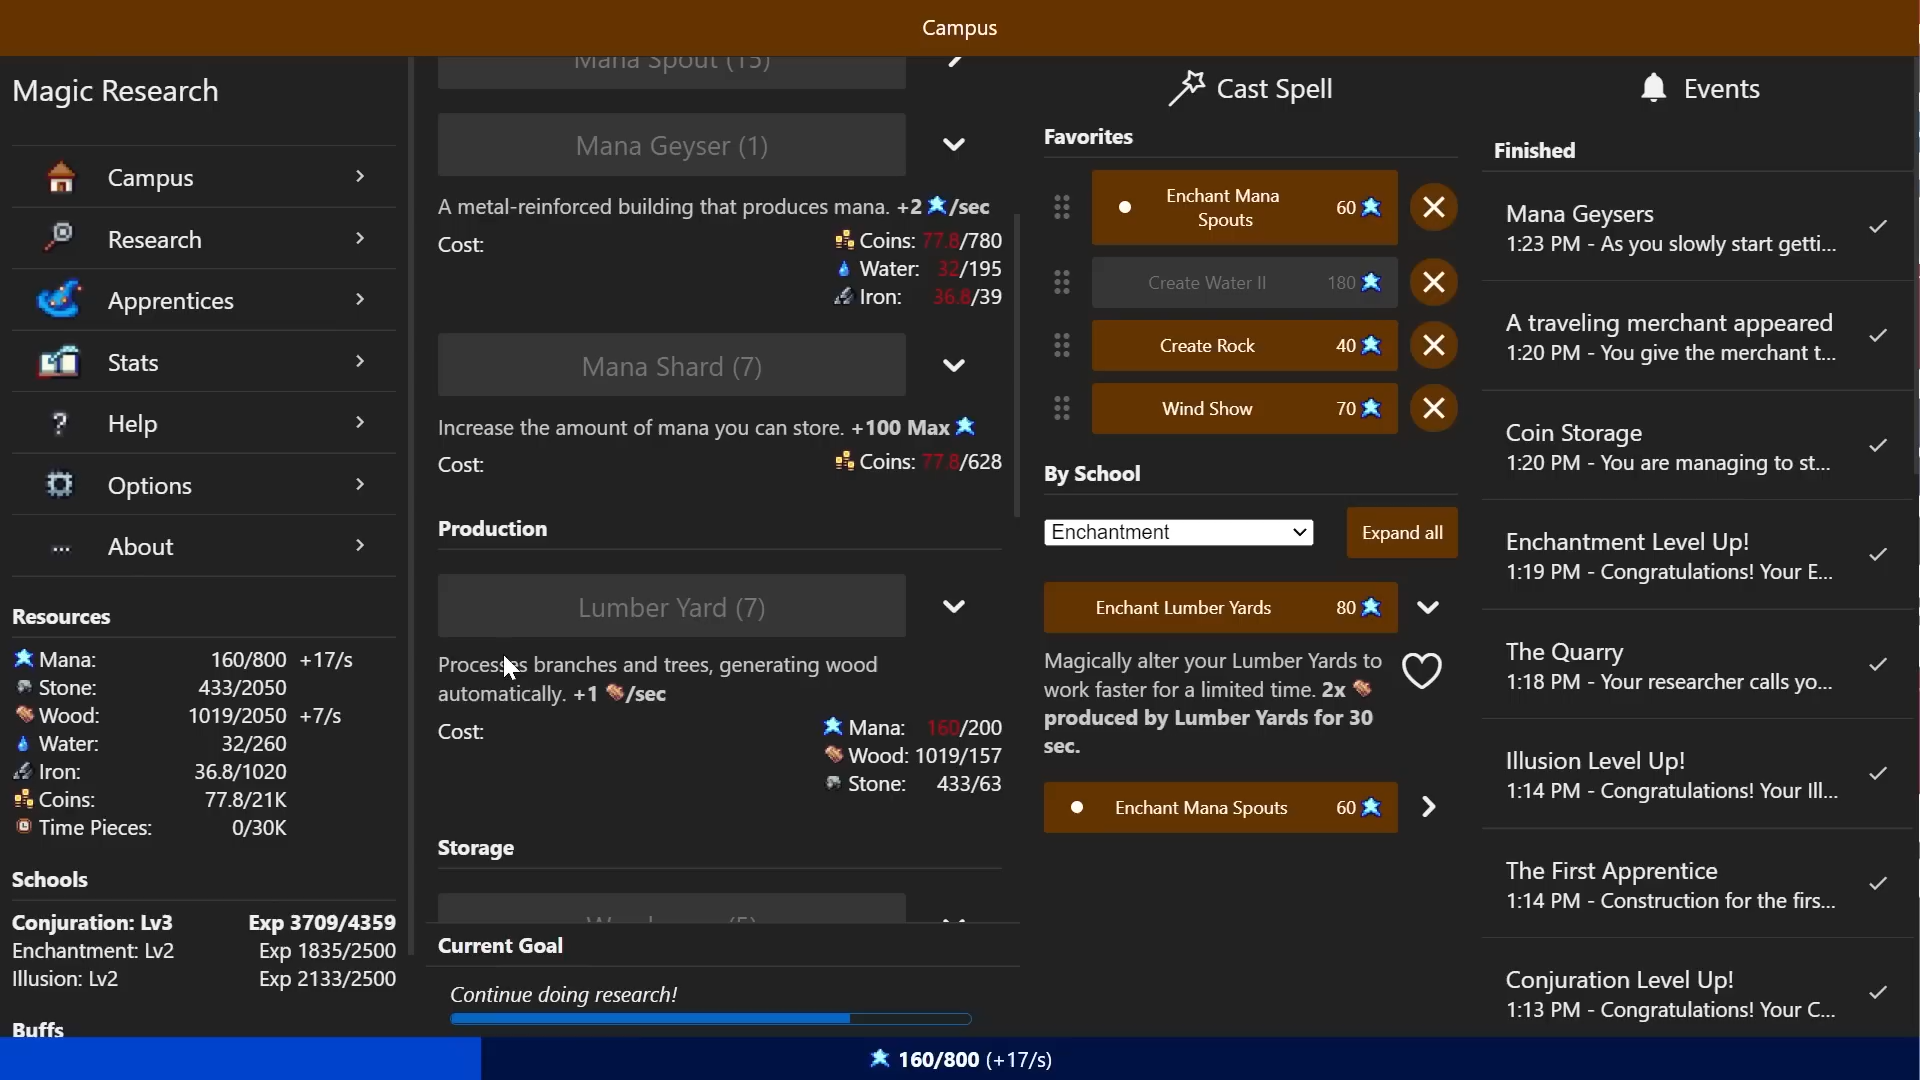 Campus
Magic Research
Campus
Research
Apprentices
Stats
Help
Options
About
Resources
Mana: 160/800 +17/s
Stone: 433/2050
Wood: 1019/2050 +7/s
Water: 32/260
Iron: 36.8/1020
Coins: 77.8/21K
Time Pieces: 0/30K
Schools
Conjuration: Lv3 Exp 3709/4359
Enchantment: Lv2 Exp 1835/2500
Illusion: Lv2 Exp 2133/2500
Buffs
Mana Spout (15)
Mana Geyser (1)
A metal-reinforced building that produces mana. +2 /sec
Cost:
Coins: 77.8/780
Water: 32/195
Iron: 36.8/39
Mana Shard (7)
Increase the amount of mana you can store. +100 Max
Cost:
Coins: 77.8/628
Production
Lumber Yard (7)
Processes branches and trees, generating wood
automatically. +1 /sec
Cost:
Mana: 160/200
Wood: 1019/157
Stone: 433/63
Storage
Current Goal
Continue doing research!
Cast Spell
Favorites
Enchant Mana
Spouts 60
Create Water II 180
Create Rock 40
Wind Show 70
By School
Enchantment
Expand all
Enchant Lumber Yards 80
Magically alter your Lumber Yards to
work faster for a limited time. 2x
produced by Lumber Yards for 30
sec.
Enchant Mana Spouts 60
Events
Finished
Mana Geysers
1:23 PM - As you slowly start getti...
A traveling merchant appeared
1:20 PM - You give the merchant t...
Coin Storage
1:20 PM - You are managing to st...
Enchantment Level Up!
1:19 PM - Congratulations! Your E...
The Quarry
1:18 PM - Your researcher calls yo...
Illusion Level Up!
1:14 PM - Congratulations! Your Ill...
The First Apprentice
1:14 PM - Construction for the firs...
Conjuration Level Up!
1:13 PM - Congratulations! Your C...
160/800 (+17/s)